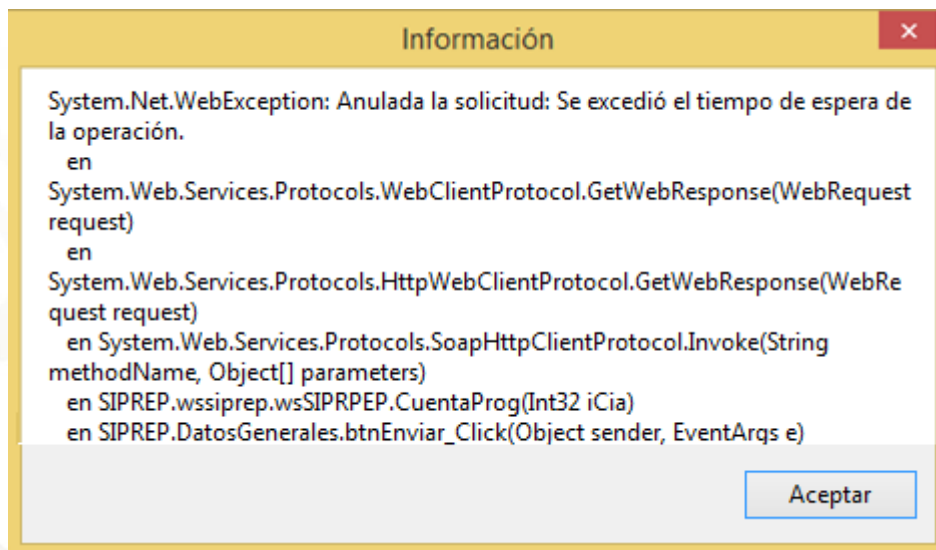 Información
System.Net.WebException: Anulada la solicitud: Se excedió el tiempo de espera de
la operación.
en
System.Web.Services.Protocols.WebClientProtocol.GetWebResponse(WebRequest
request)
en
System.Web.Services.Protocols.HttpWebClientProtocol.GetWebResponse(WebRe
quest request)
en System.Web.Services.Protocols.SoapHttpClientProtocol.Invoke(String
methodName, Object[] parameters)
en SIPREP.wssiprep.wsSIPRPEP.CuentaProg(Int32 iCia)
en SIPREP.DatosGenerales.btnEnviar_Click(Object sender, EventArgs e)
Aceptar